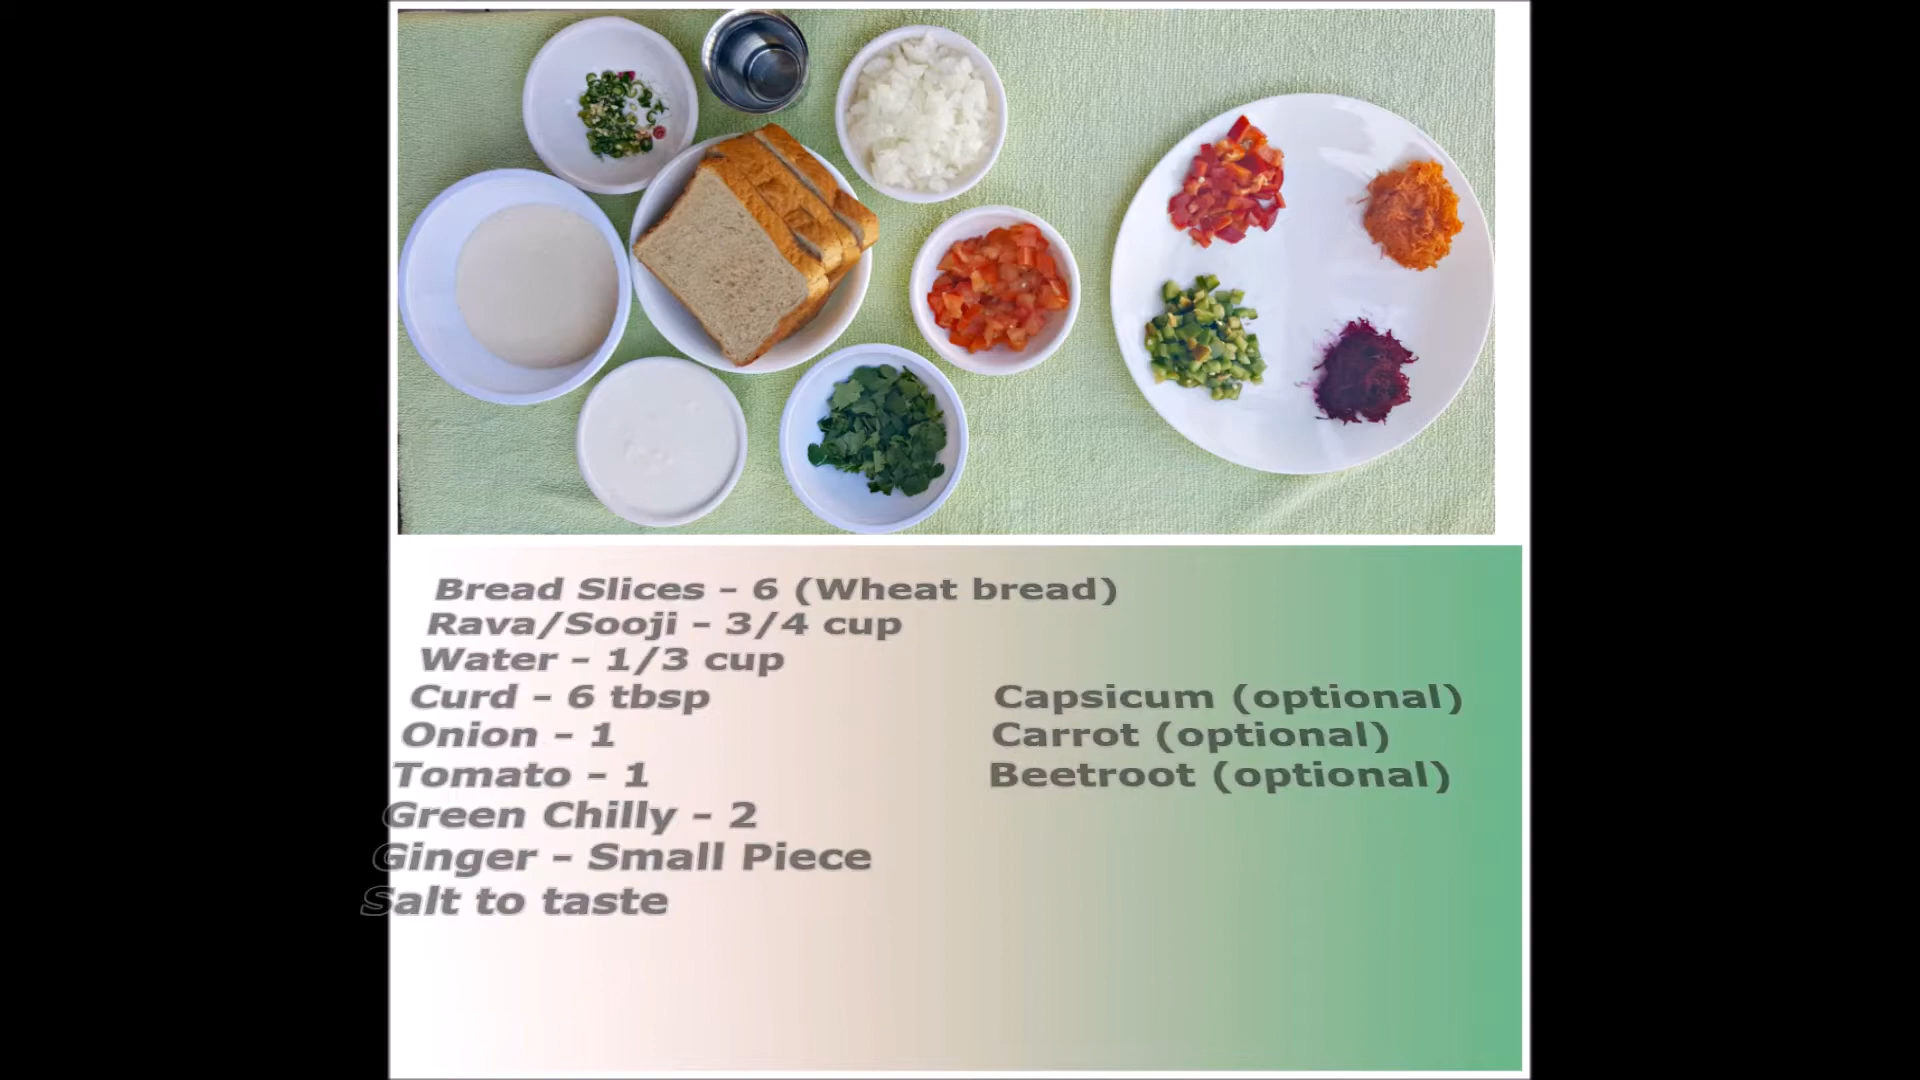 Bread Slices - 6 (Wheat bread)
Rava/Sooji - 3/4 cup
Water - 1/3 cup
Curd - 6 tbsp
Onion - 1
Tomato - 1
Green Chilly - 2
Ginger - Small Piece
Salt to taste
Capsicum (optional)
Carrot (optional)
Beetroot (optional)